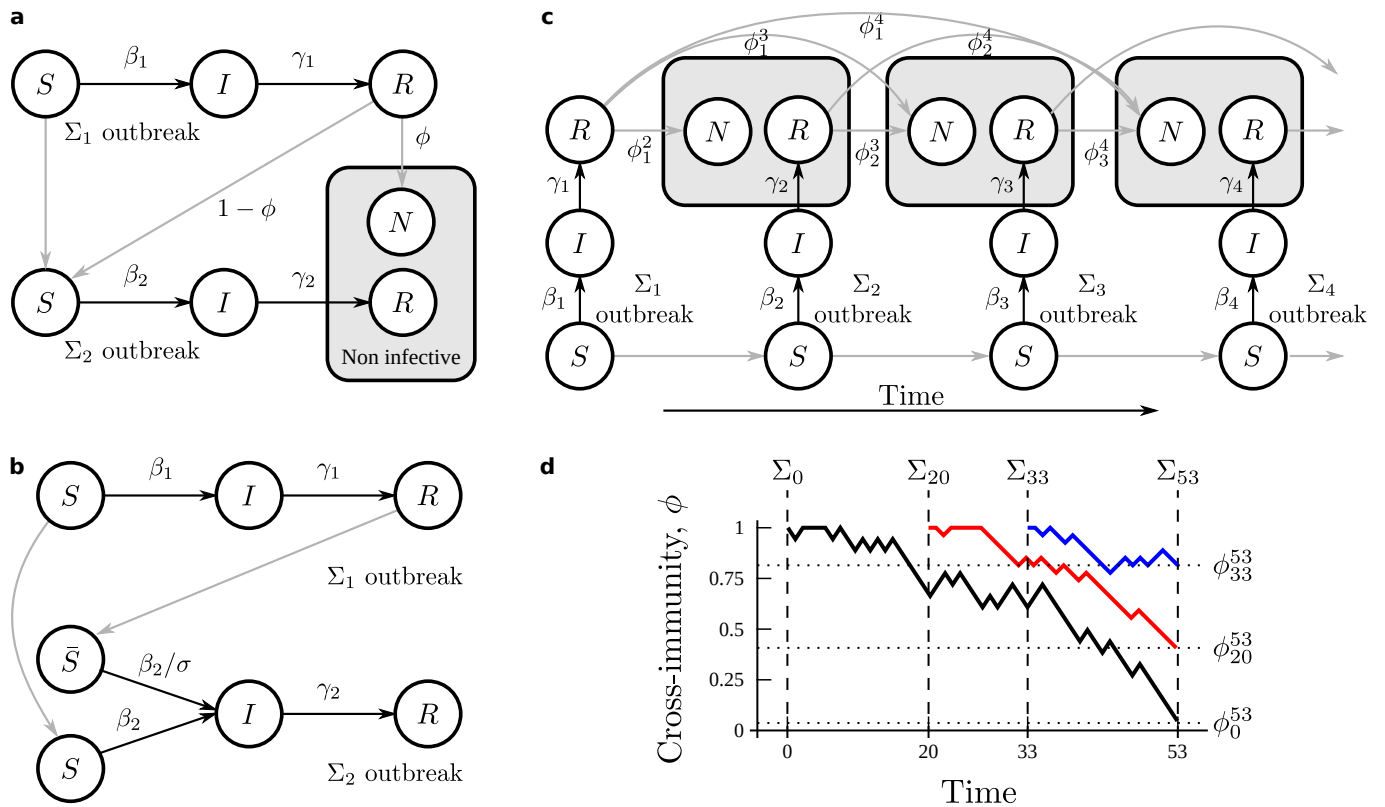 a
S β₁ I γ₁ R
Σ₁ outbreak
ϕ
1 − ϕ
N
S β₂ I γ₂ R
Σ₂ outbreak
Non infective
b
S β₁ I γ₁ R
Σ₁ outbreak
S̄ β₂/σ
β₂ I γ₂ R
S
Σ₂ outbreak
c
ϕ₁⁴
ϕ₁³ ϕ₂⁴
R N R N R N R
ϕ₁² ϕ₂³ ϕ₃⁴
γ₁ γ₂ γ₃ γ₄
I I I I
β₁ Σ₁ β₂ Σ₂ β₃ Σ₃ β₄ Σ₄
outbreak outbreak outbreak outbreak
S S S S
Time
d
Σ₀ Σ₂₀ Σ₃₃ Σ₅₃
Cross-immunity, ϕ
1
ϕ₃₃⁵³
0.75
0.5
ϕ₂₀⁵³
0.25
ϕ₀⁵³
0
0 20 33 53
Time